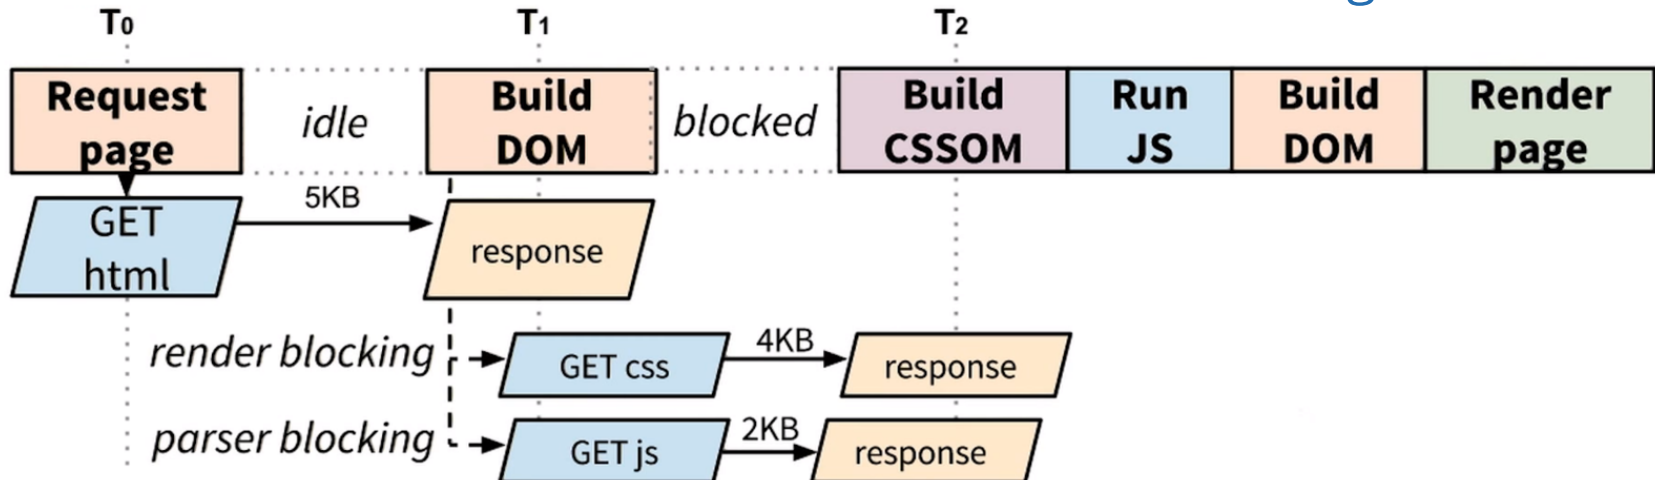 T0 T1 T2
Request page
idle
Build DOM
blocked
Build CSSOM
Run JS
Build DOM
Render page
GET html
5KB
response
render blocking
GET css
4KB
response
parser blocking
GET js
2KB
response